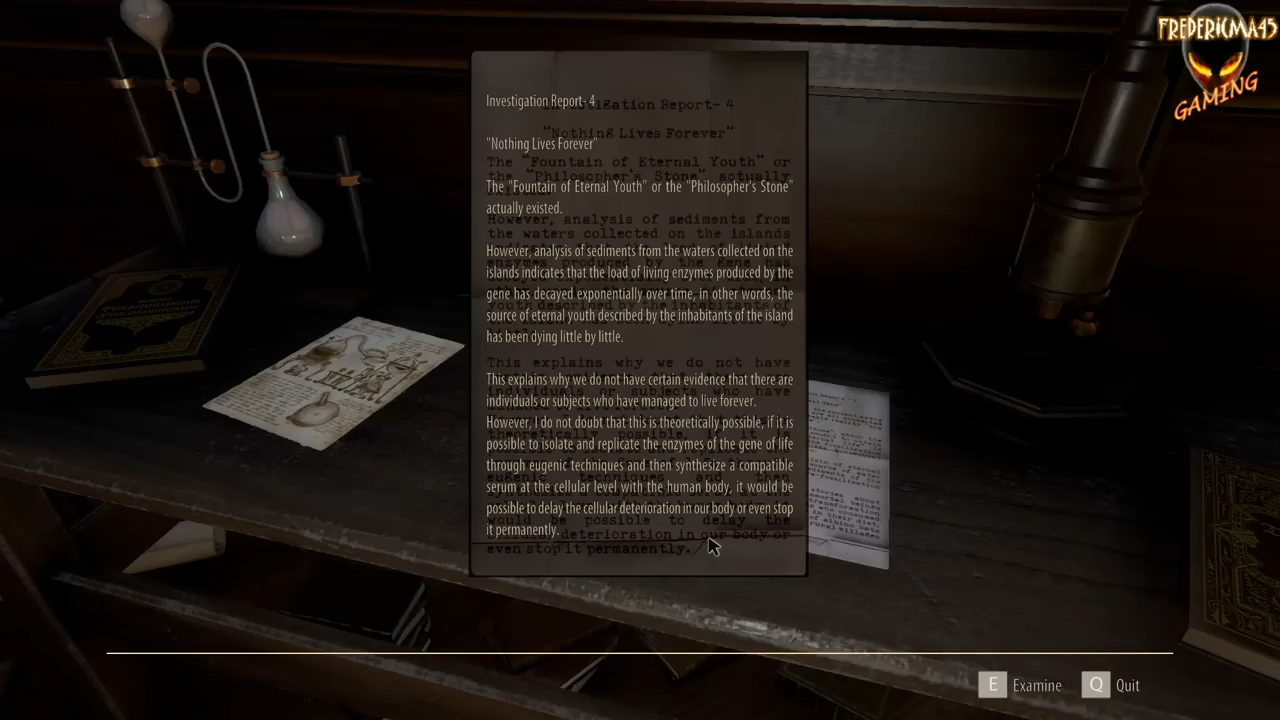 FREDERICMA45
GAMING
Investigation Report- 4
"Nothing Lives Forever"
The "Fountain of Eternal Youth" or the "Philosopher's Stone"
actually existed.
However, analysis of sediments from the waters collected on the
islands indicates that the load of living enzymes produced by the
gene has decayed exponentially over time, in other words, the
source of eternal youth described by the inhabitants of the island
has been dying little by little.
This explains why we do not have certain evidence that there are
individuals or subjects who have managed to live forever.
However, I do not doubt that this is theoretically possible, if it is
possible to isolate and replicate the enzymes of the gene of life
through eugenic techniques and then synthesize a compatible
serum at the cellular level with the human body, it would be
possible to delay the cellular deterioration in our body or even stop
it permanently.
E Examine Q Quit